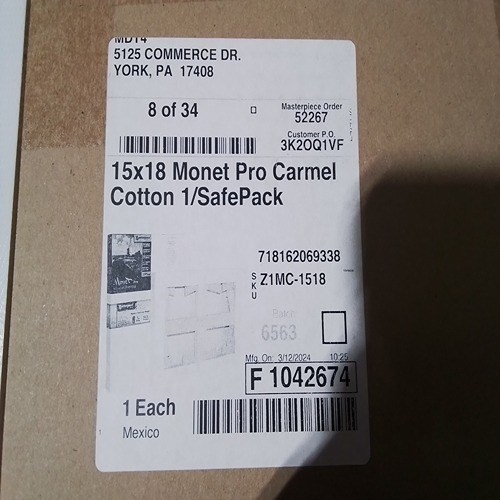 MDT4
5125 COMMERCE DR.
YORK, PA 17408
8 of 34
Masterpiece Order
52267
Customer P.O.
3K2OQ1VF
15x18 Monet Pro Carmel
Cotton 1/SafePack
718162069338
SKU Z1MC-1518
6563
Mfg. On: 3/12/2024 10:25
F 1042674
1 Each
Mexico